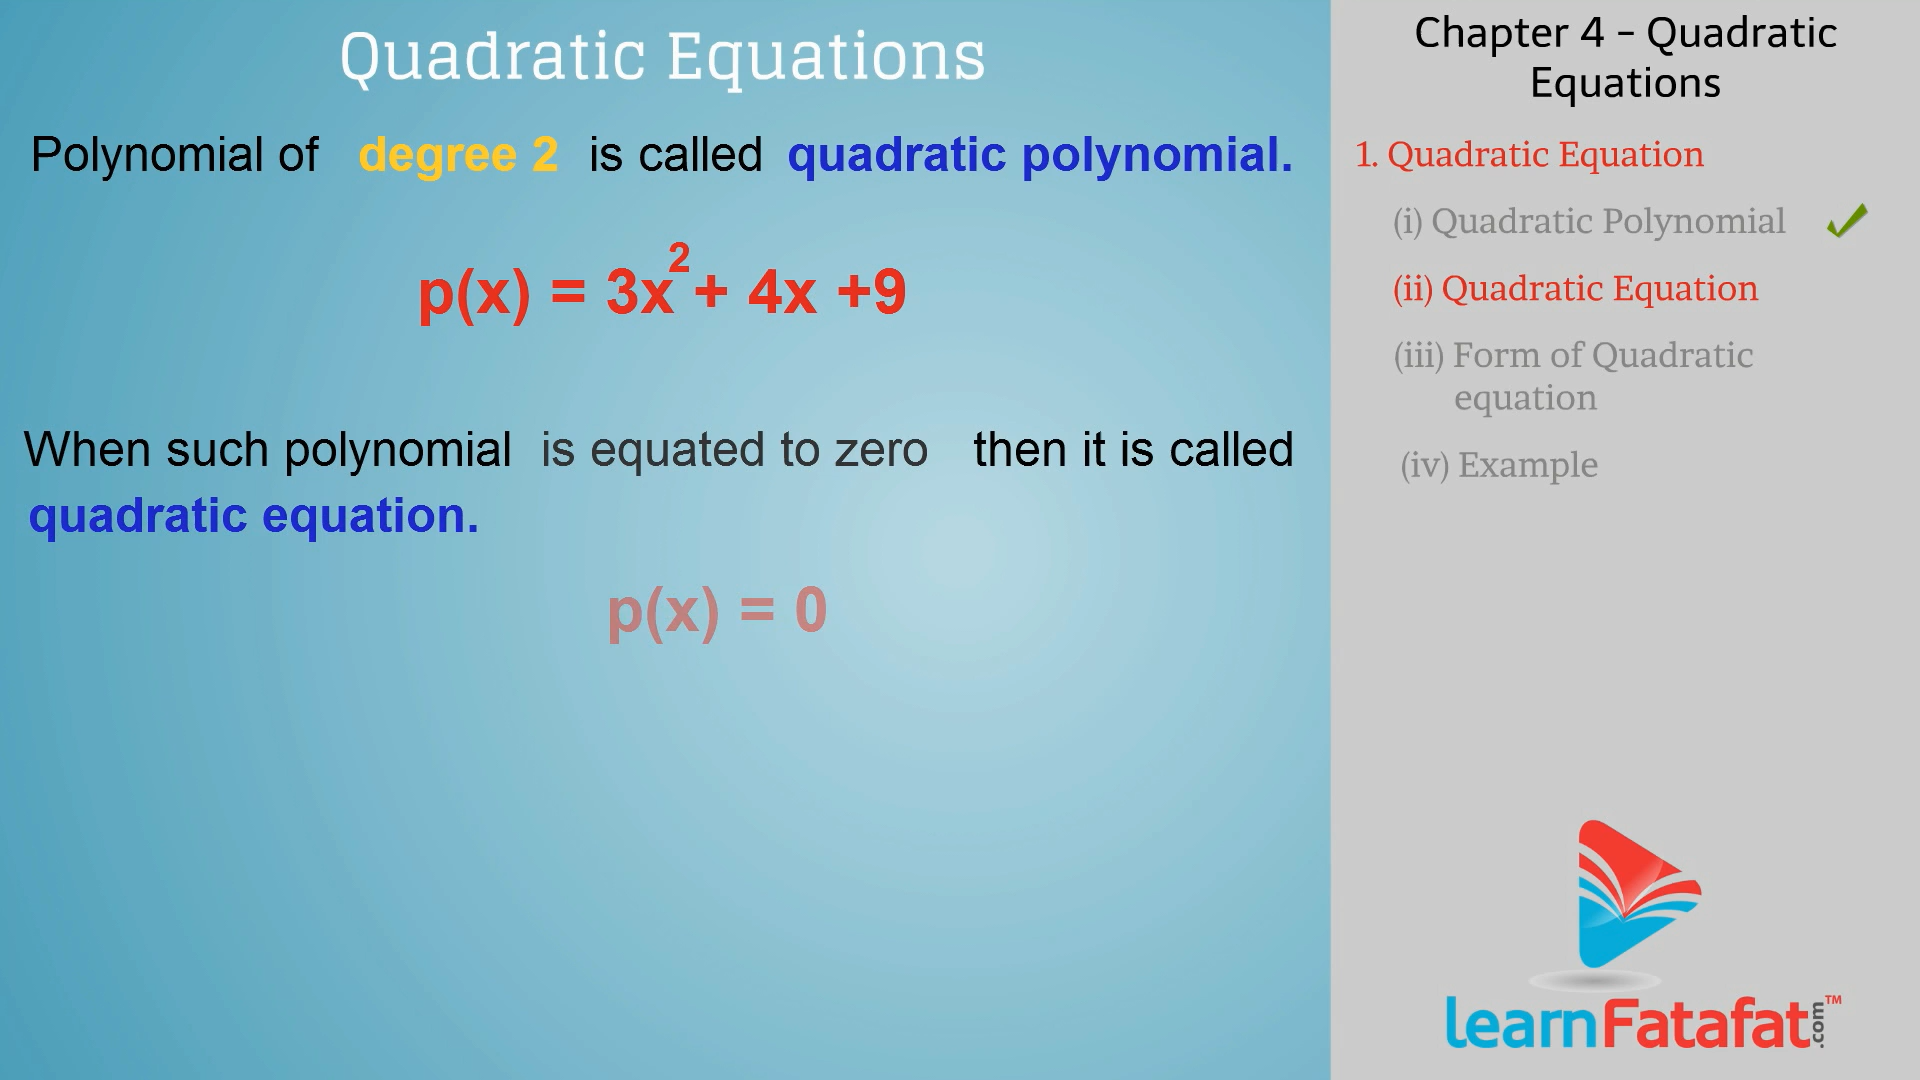 Quadratic Equations
Polynomial of degree 2 is called quadratic polynomial.
p(x) = 3x² + 4x +9
When such polynomial is equated to zero then it is called
quadratic equation.
p(x) = 0
Chapter 4 – Quadratic
Equations
1. Quadratic Equation
(i) Quadratic Polynomial
(ii) Quadratic Equation
(iii) Form of Quadratic
equation
(iv) Example
learnFatafat.com™